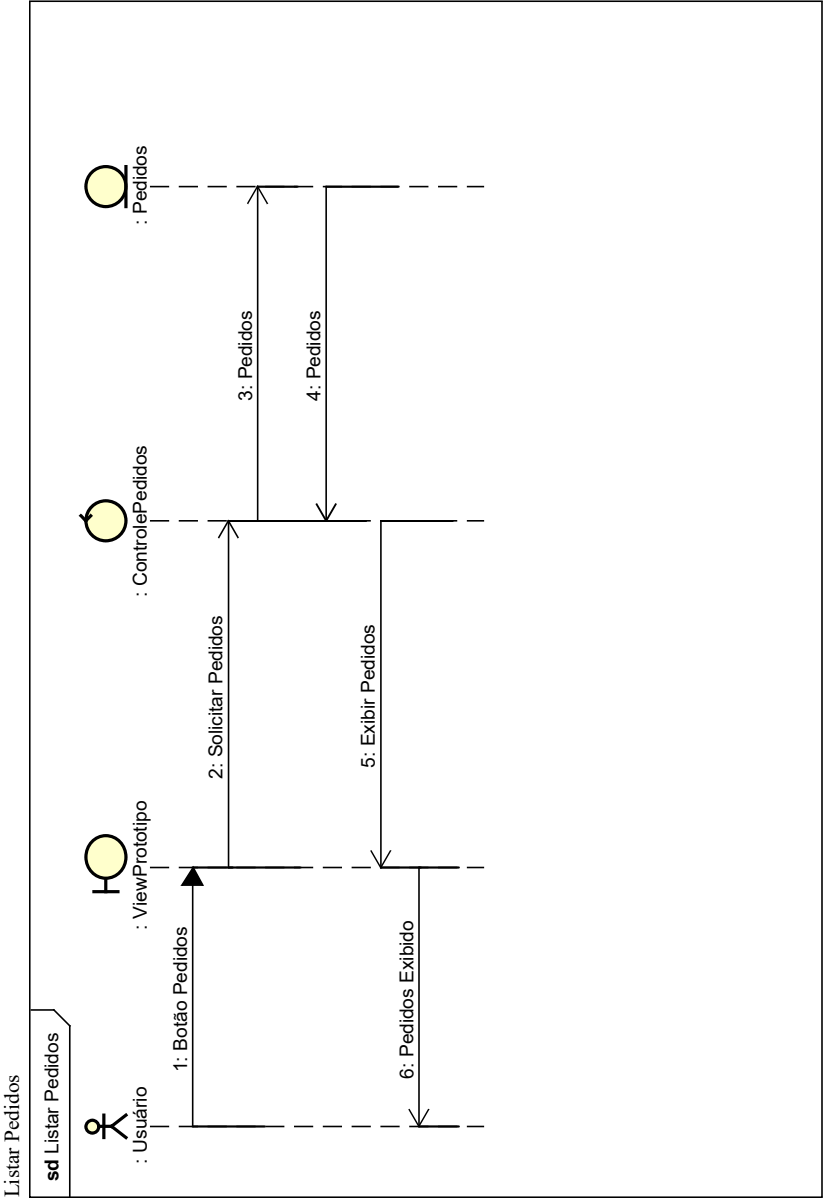 Listar Pedidos
sd Listar Pedidos
: Usuário
: ViewPrototipo
: ControlePedidos
: Pedidos
1: Botão Pedidos
2: Solicitar Pedidos
3: Pedidos
4: Pedidos
5: Exibir Pedidos
6: Pedidos Exibido